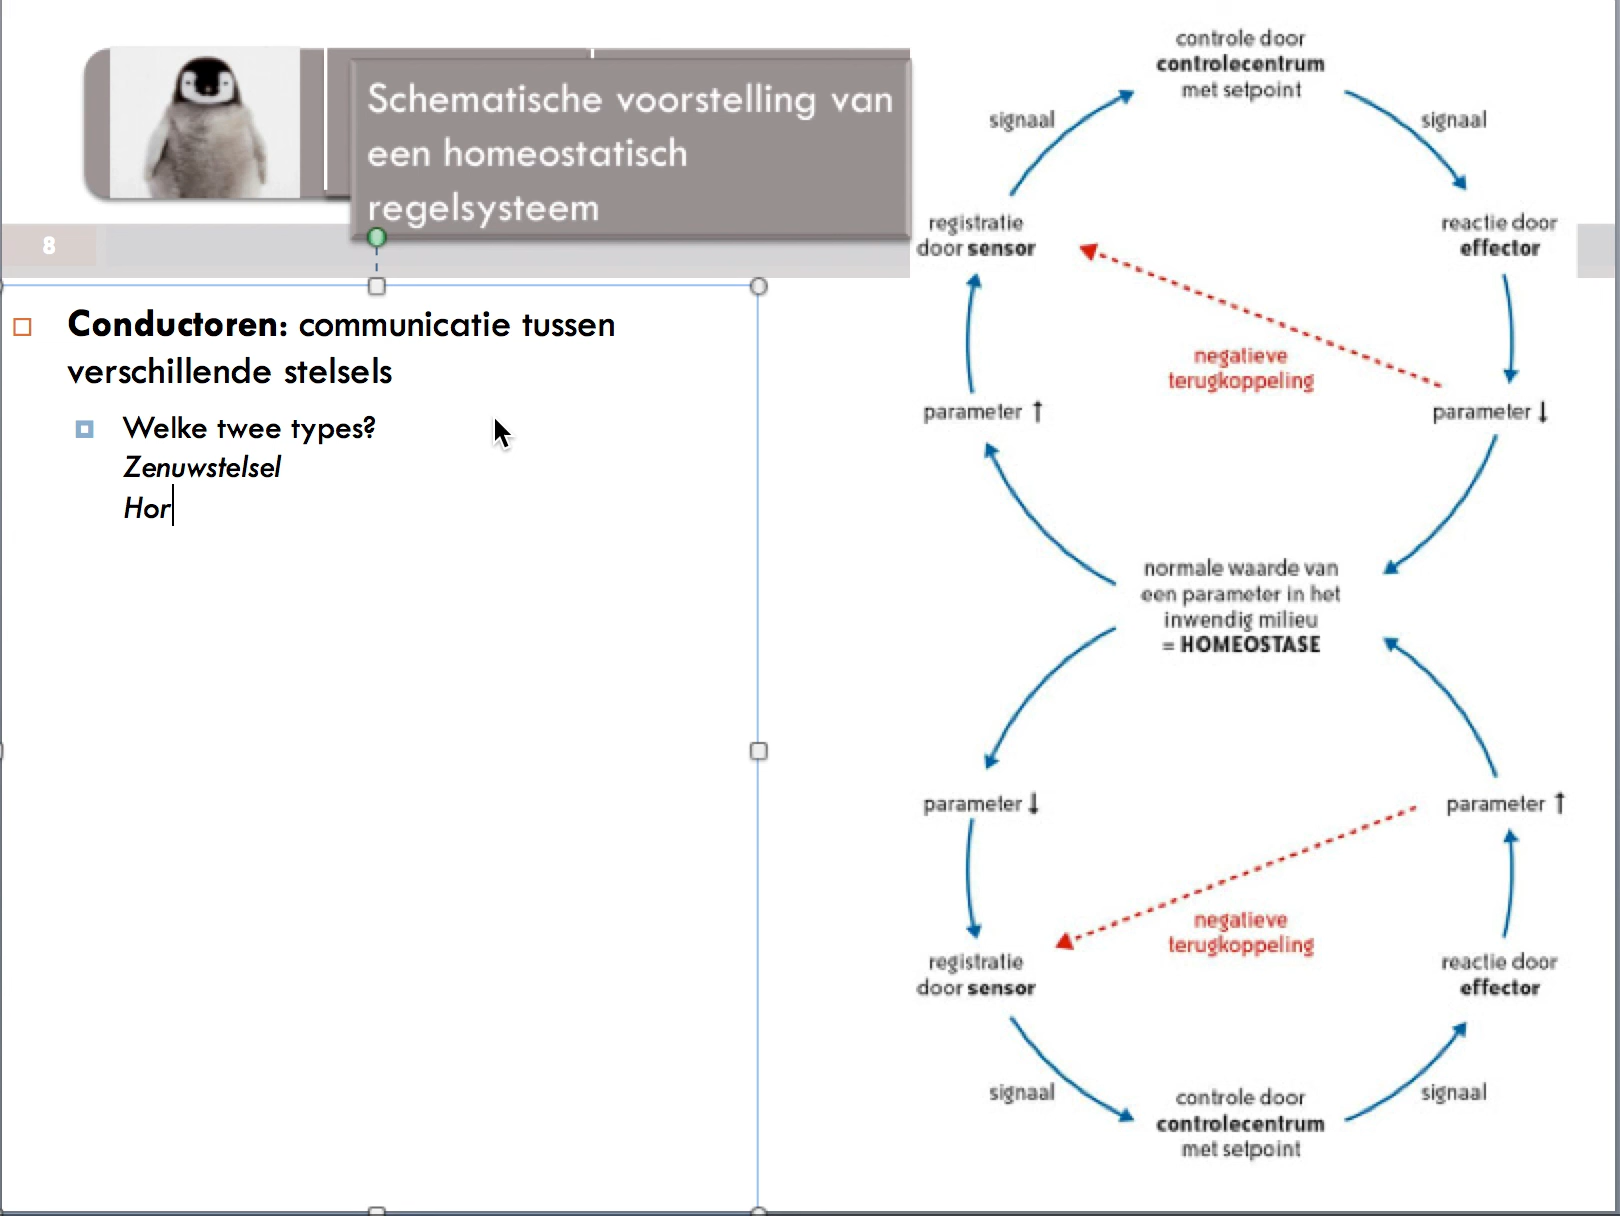 Schematische voorstelling van
een homeostatisch
regelsysteem
8
Conductoren: communicatie tussen
verschillende stelsels
Welke twee types?
Zenuwstelsel
Hor
controle door
controlecentrum
met setpoint
signaal
signaal
registratie
door sensor
reactie door
effector
negatieve
terugkoppeling
parameter ↑
parameter ↓
normale waarde van
een parameter in het
inwendig milieu
= HOMEOSTASE
parameter ↓
parameter ↑
negatieve
terugkoppeling
registratie
door sensor
reactie door
effector
signaal
signaal
controle door
controlecentrum
met setpoint